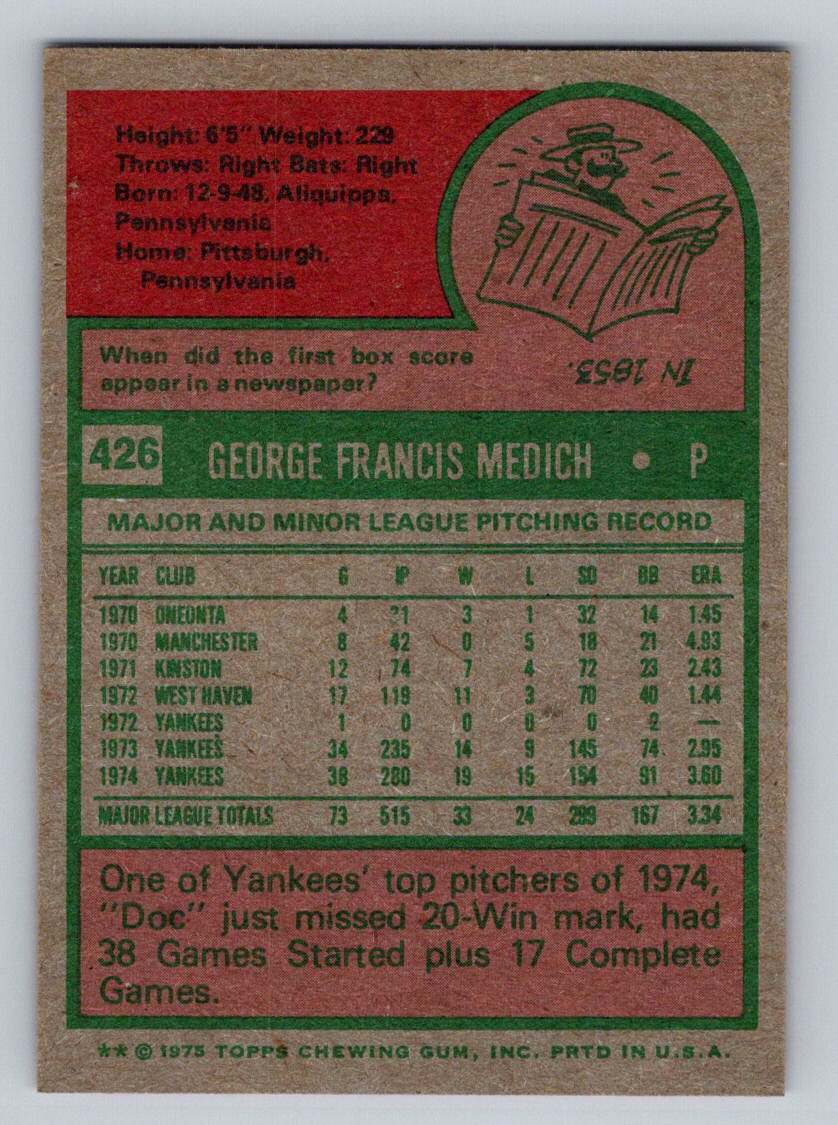 Height: 6'5" Weight: 229
Throws: Right Bats: Right
Born: 12-9-48, Aliquippa,
Pennsylvania
Home: Pittsburgh,
Pennsylvania
When did the first box score
appear in a newspaper?
IN 1853.
426 GEORGE FRANCIS MEDICH • P
MAJOR AND MINOR LEAGUE PITCHING RECORD
YEAR CLUB G IP W L SO BB ERA
1970 ONEONTA 4 31 3 1 32 14 1.45
1970 MANCHESTER 8 42 0 5 18 21 4.93
1971 KINSTON 12 74 7 4 72 23 2.43
1972 WEST HAVEN 17 119 11 3 70 40 1.44
1972 YANKEES 1 0 0 0 0 2 —
1973 YANKEES 34 235 14 9 145 74 2.95
1974 YANKEES 38 280 19 15 154 91 3.60
MAJOR LEAGUE TOTALS 73 515 33 24 299 167 3.34
One of Yankees' top pitchers of 1974,
"Doc" just missed 20-Win mark, had
38 Games Started plus 17 Complete
Games.
** © 1975 TOPPS CHEWING GUM, INC. PRTD IN U.S.A.